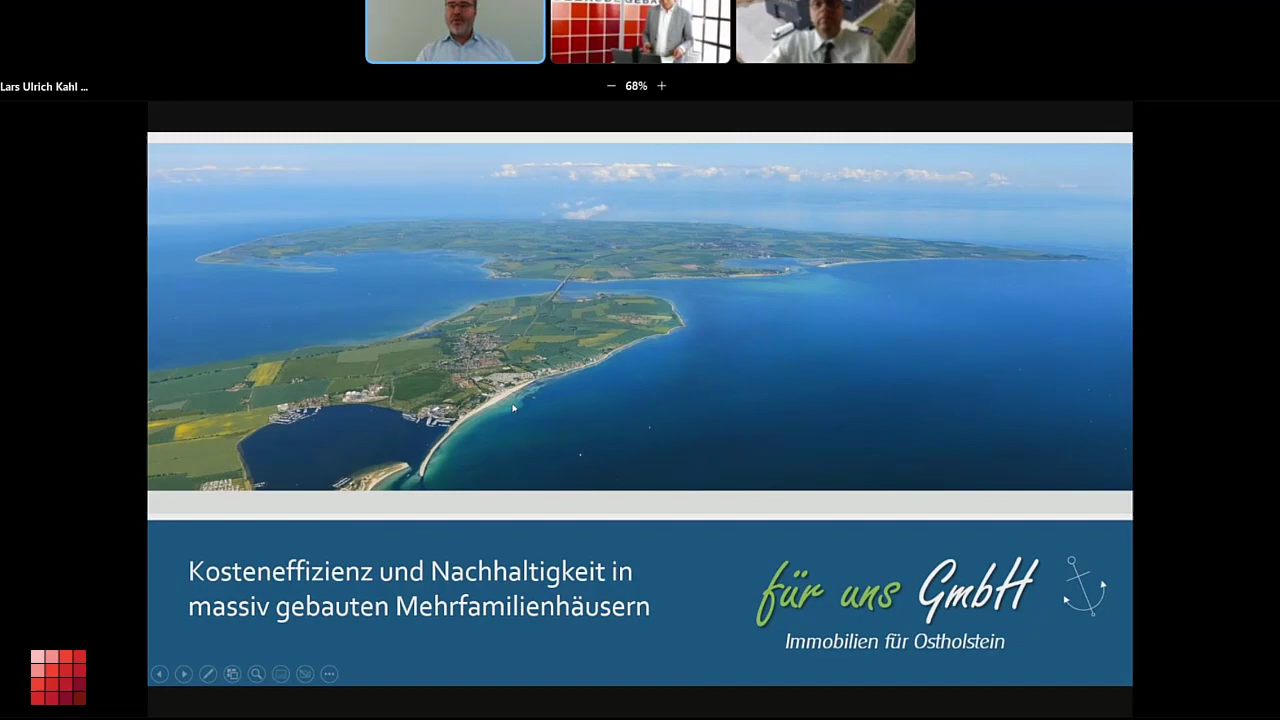 Lars Ulrich Kahl ...
68%
Kosteneffizienz und Nachhaltigkeit in
massiv gebauten Mehrfamilienhäusern
für uns GmbH
Immobilien für Ostholstein